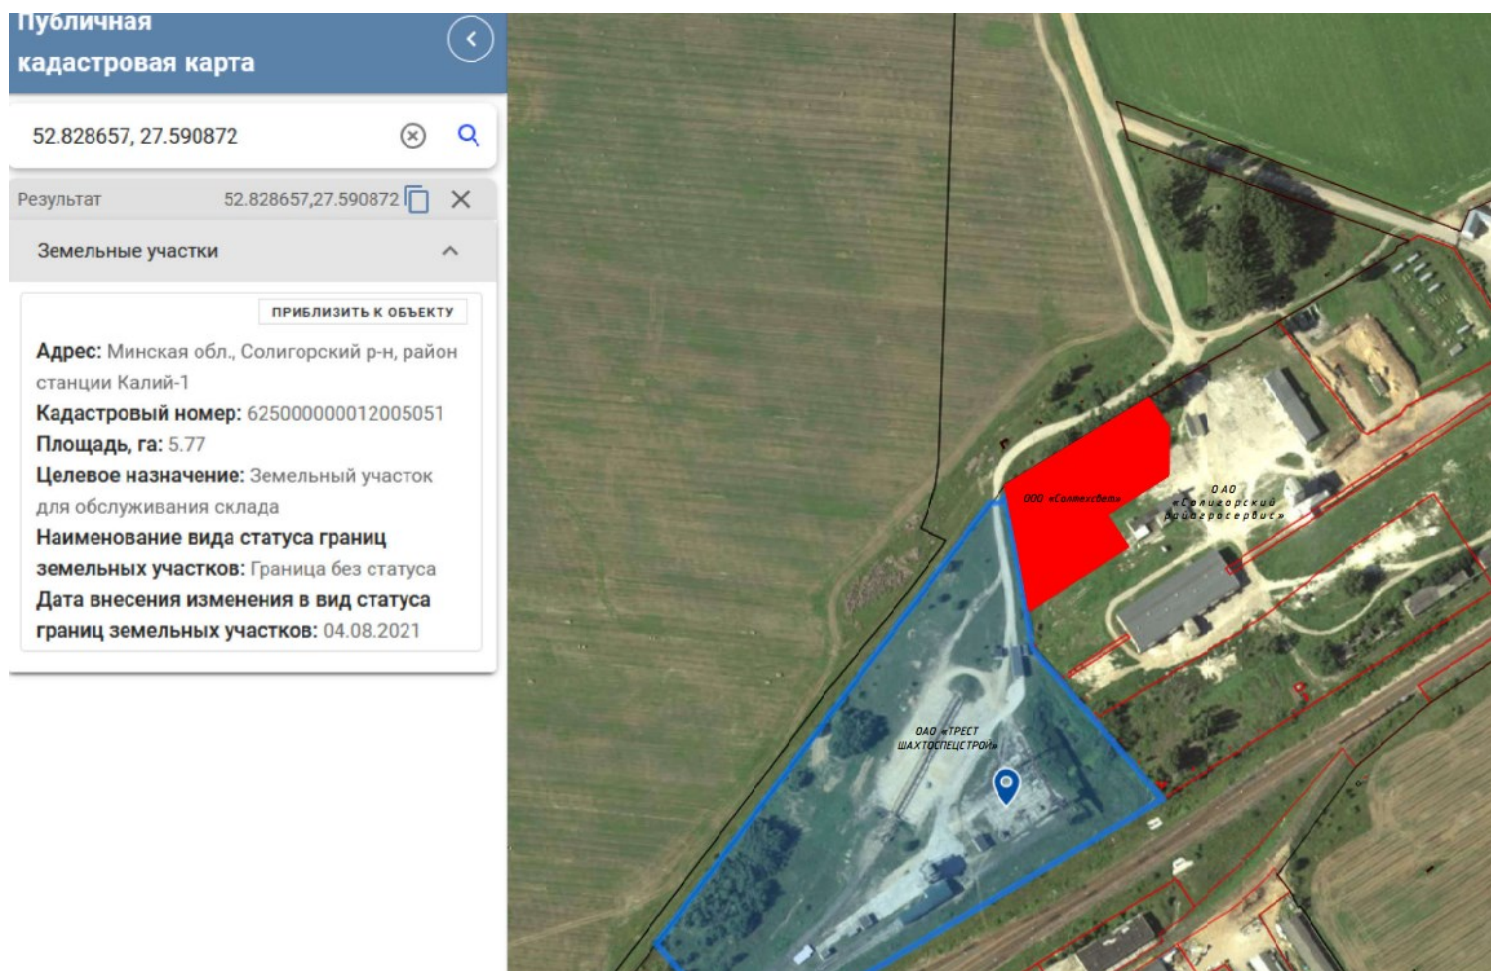 Публичная
кадастровая карта
52.828657, 27.590872
Результат 52.828657,27.590872
Земельные участки
ПРИБЛИЗИТЬ К ОБЪЕКТУ
Адрес: Минская обл., Солигорский р-н, район
станции Калий-1
Кадастровый номер: 625000000012005051
Площадь, га: 5.77
Целевое назначение: Земельный участок
для обслуживания склада
Наименование вида статуса границ
земельных участков: Граница без статуса
Дата внесения изменения в вид статуса
границ земельных участков: 04.08.2021
ООО «Солтехсвет»
ОАО
«Солигорский
райагросервис»
ОАО «ТРЕСТ
ШАХТОСПЕЦСТРОЙ»